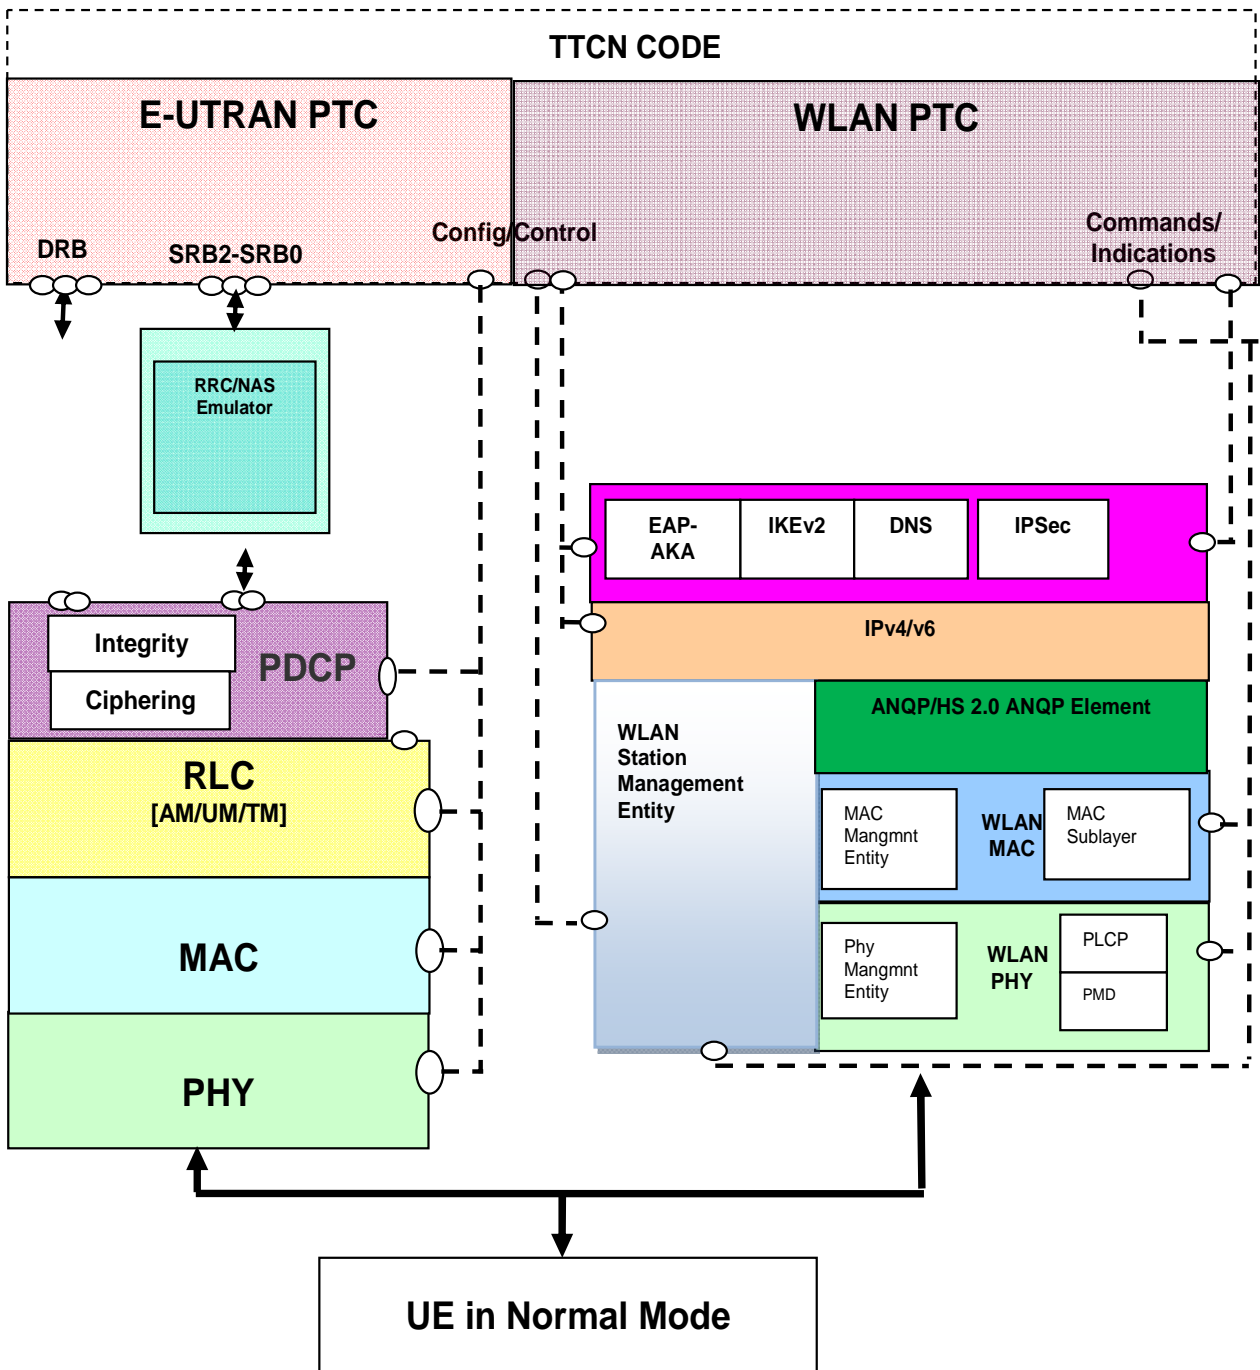 TTCN CODE
E-UTRAN PTC
WLAN PTC
DRB
SRB2-SRB0
Config/Control
Commands/
Indications
RRC/NAS
Emulator
EAP-
AKA
IKEv2
DNS
IPSec
Integrity
Ciphering
PDCP
IPv4/v6
ANQP/HS 2.0 ANQP Element
WLAN
Station
Management
Entity
RLC
[AM/UM/TM]
MAC
Mangmnt
Entity
WLAN
MAC
MAC
Sublayer
MAC
Phy
Mangmnt
Entity
WLAN
PHY
PLCP
PMD
PHY
UE in Normal Mode